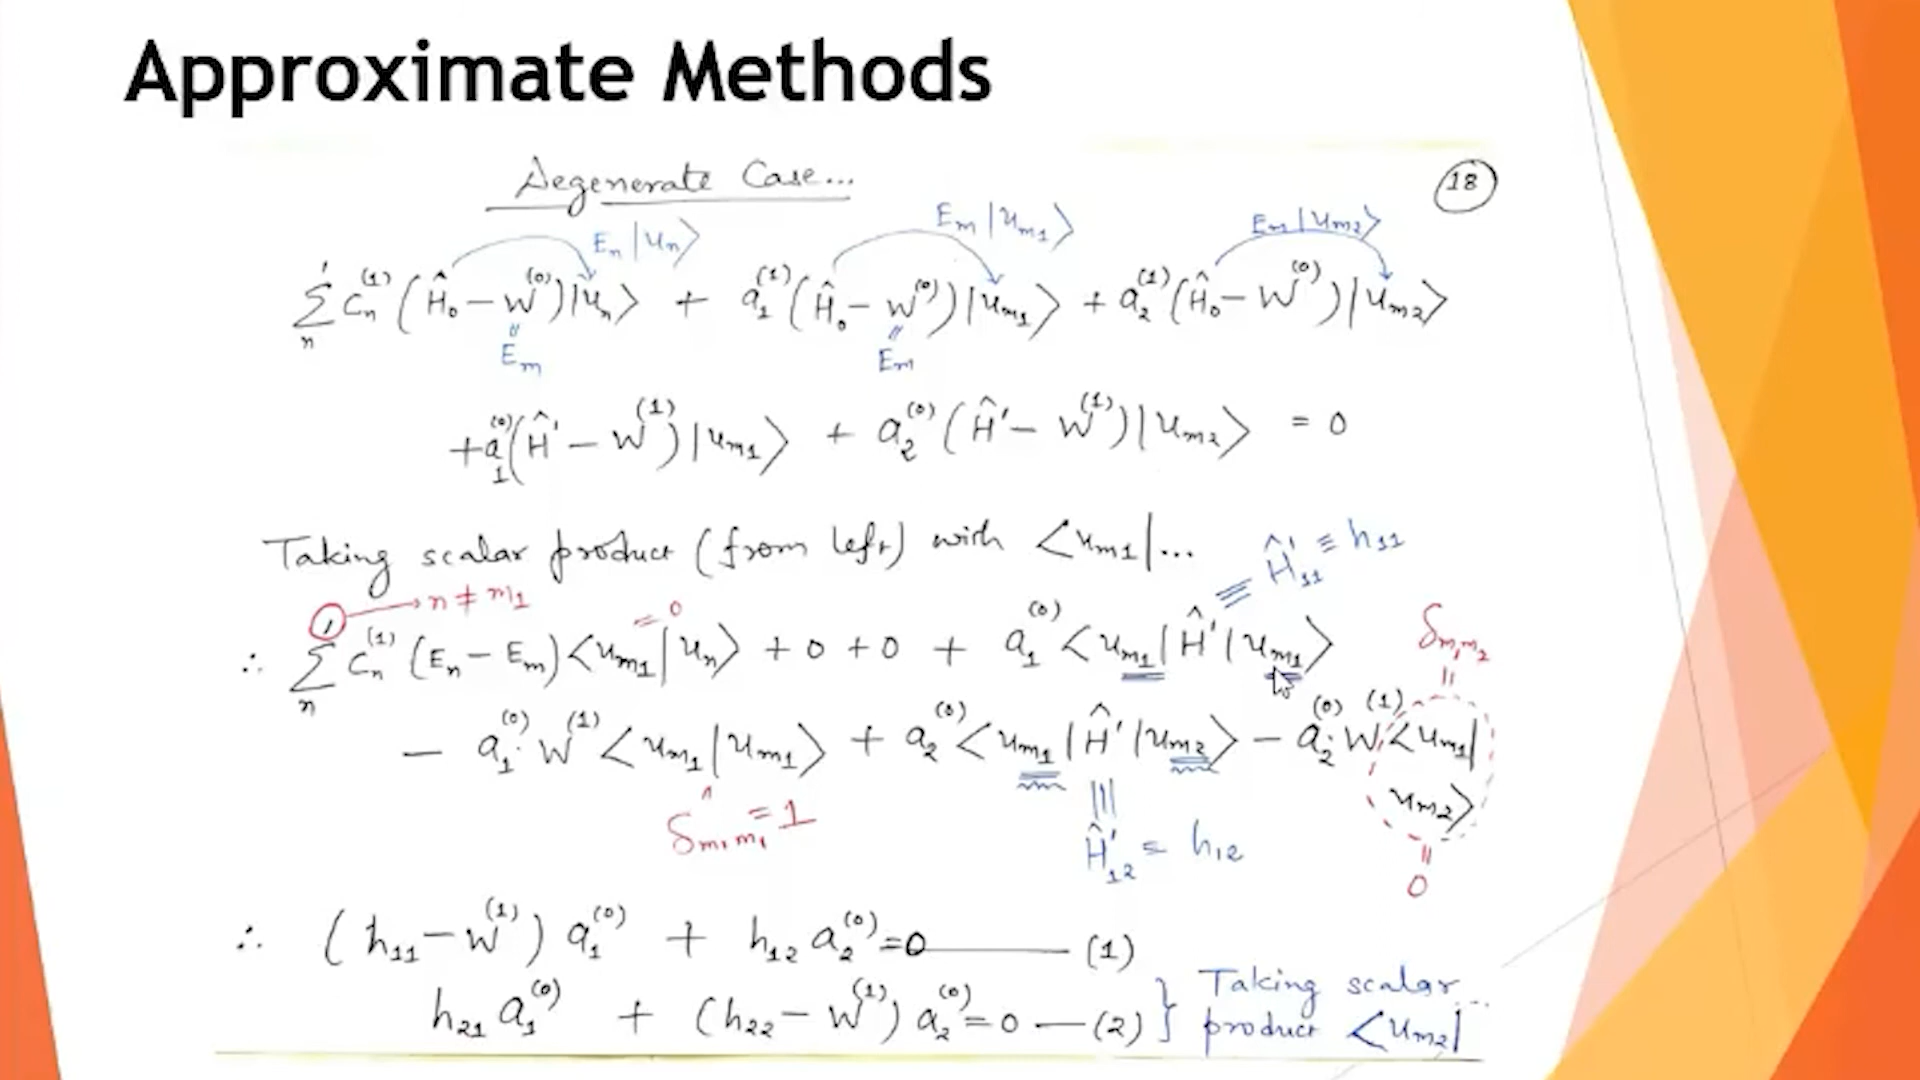 Approximate Methods
Degenerate Case...
18
Eₙ|uₙ⟩ Eₘ|uₘ₁⟩ Eₘ|uₘ₂⟩
∑'ₙ cₙ⁽¹⁾(Ĥ₀ − W⁽⁰⁾)|uₙ⟩ + a₁⁽¹⁾(Ĥ₀ − W⁽⁰⁾)|uₘ₁⟩ + a₂⁽¹⁾(Ĥ₀ − W⁽⁰⁾)|uₘ₂⟩
" Eₘ " Eₘ
+ a₁⁽⁰⁾(Ĥ' − W⁽¹⁾)|uₘ₁⟩ + a₂⁽⁰⁾(Ĥ' − W⁽¹⁾)|uₘ₂⟩ = 0
Taking scalar product (from left) with <uₘ₁|...
≡ Ĥ'₁₁ ≡ h₁₁
' → n ≠ m₁ = 0 δₘ₁ₘ₂
∴ ∑'ₙ cₙ⁽¹⁾(Eₙ − Eₘ)<uₘ₁|uₙ⟩ + 0 + 0 + a₁⁽⁰⁾<uₘ₁|Ĥ'|uₘ₁⟩
− a₁⁽⁰⁾·W⁽¹⁾<uₘ₁|uₘ₁⟩ + a₂⁽⁰⁾<uₘ₁|Ĥ'|uₘ₂⟩ − a₂⁽⁰⁾·W⁽¹⁾<uₘ₁|
uₘ₂⟩
δₘ₁ₘ₁ = 1
Ĥ'₁₂ = h₁₂
0
∴ (h₁₁ − W⁽¹⁾) a₁⁽⁰⁾ + h₁₂ a₂⁽⁰⁾ = 0 — (1)
h₂₁ a₁⁽⁰⁾ + (h₂₂ − W⁽¹⁾) a₂⁽⁰⁾ = 0 — (2)
} Taking scalar...
product <uₘ₂|